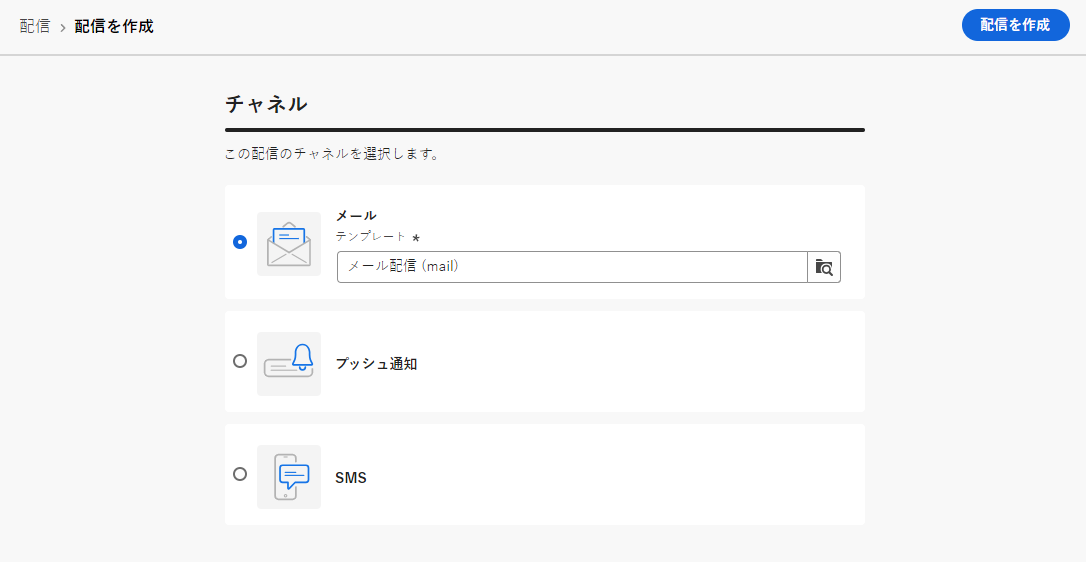 配信 › 配信を作成
配信を作成
チャネル
この配信のチャネルを選択します。
メール
テンプレート *
メール配信 (mail)
プッシュ通知
SMS